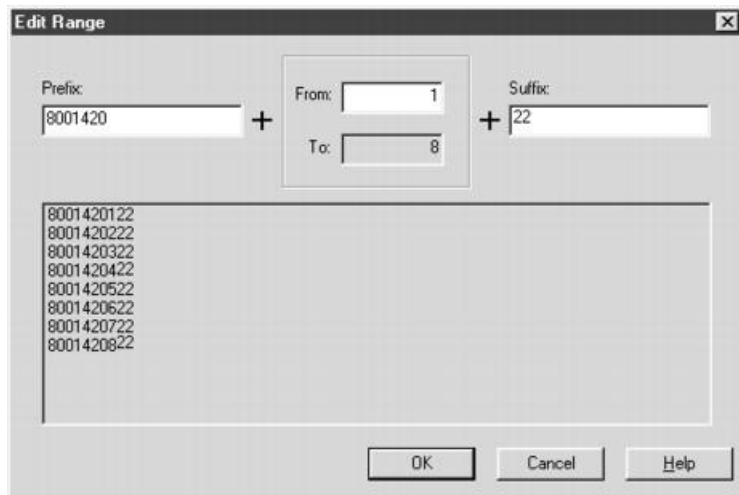 Edit Range
Prefix:
8001420
+
From: 1
To: 8
+
Suffix:
22
8001420122
8001420222
8001420322
8001420422
8001420522
8001420622
8001420722
8001420822
OK Cancel Help